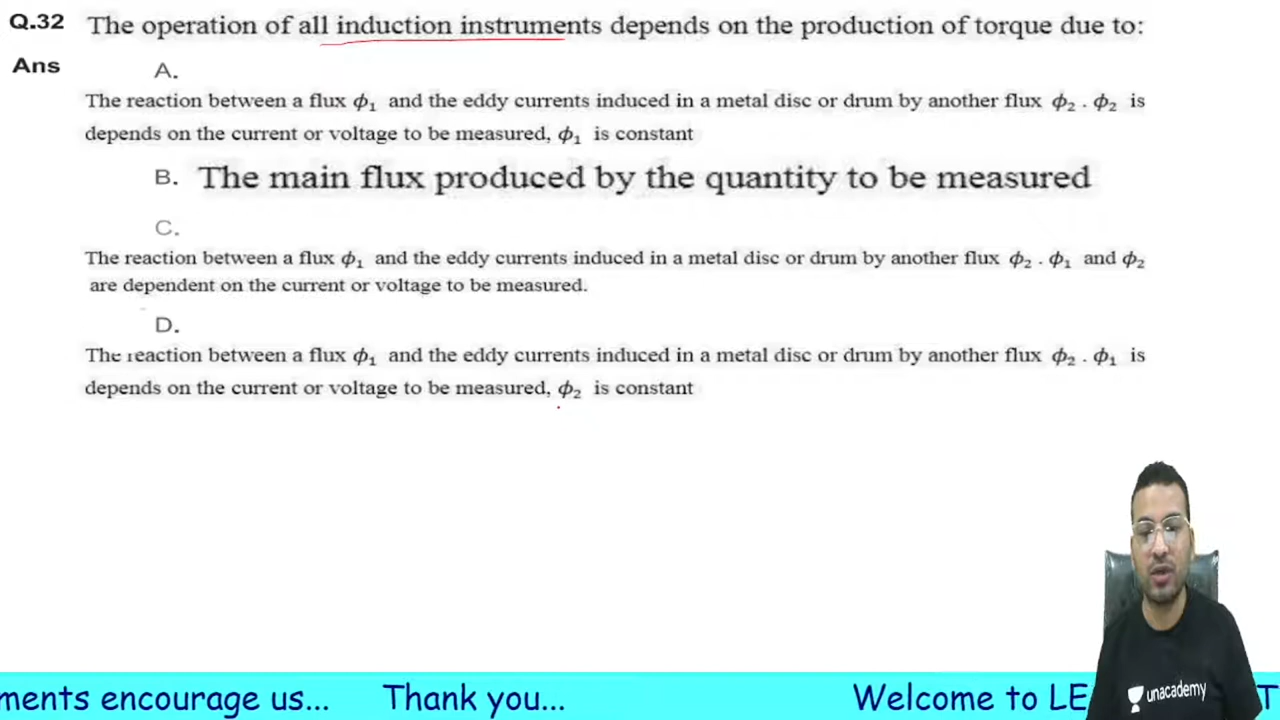 Q.32 The operation of all induction instruments depends on the production of torque due to:
Ans
A.
The reaction between a flux ϕ₁ and the eddy currents induced in a metal disc or drum by another flux ϕ₂ . ϕ₂ is
depends on the current or voltage to be measured, ϕ₁ is constant
B. The main flux produced by the quantity to be measured
C.
The reaction between a flux ϕ₁ and the eddy currents induced in a metal disc or drum by another flux ϕ₂ . ϕ₁ and ϕ₂
are dependent on the current or voltage to be measured.
D.
The reaction between a flux ϕ₁ and the eddy currents induced in a metal disc or drum by another flux ϕ₂ . ϕ₁ is
depends on the current or voltage to be measured, ϕ₂ is constant
unacademy
ments encourage us... Thank you... Welcome to LE T